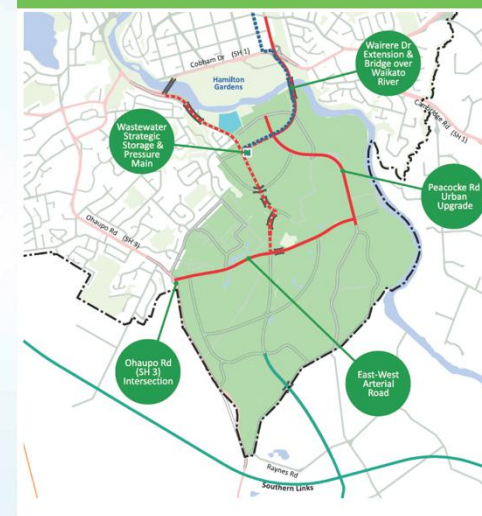 Wairere Dr
Extension &
Bridge over
Waikato
River
Cobham Dr (SH 1)
Hamilton
Gardens
Cambridge Rd (SH 1)
Wastewater
Strategic
Storage &
Pressure
Main
Peacocke Rd
Urban
Upgrade
Ohaupo Rd (SH 3)
Ohaupo Rd
(SH 3)
Intersection
East-West
Arterial
Road
Raynes Rd
Southern Links